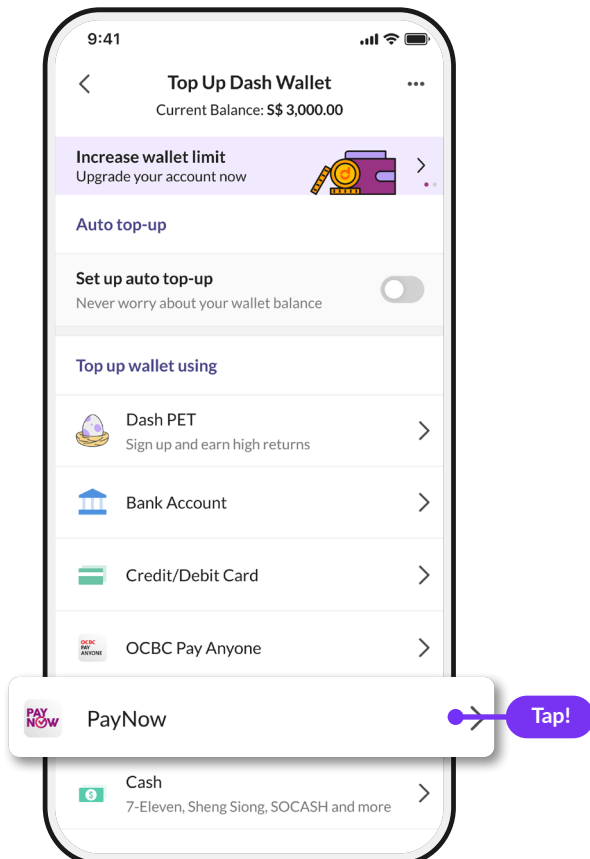 9:41
Top Up Dash Wallet
Current Balance: S$ 3,000.00
Increase wallet limit
Upgrade your account now
Auto top-up
Set up auto top-up
Never worry about your wallet balance
Top up wallet using
Dash PET
Sign up and earn high returns
Bank Account
Credit/Debit Card
OCBC
PAY
ANYONE
OCBC Pay Anyone
PAY
NOW
PayNow
Tap!
Cash
7-Eleven, Sheng Siong, SOCASH and more